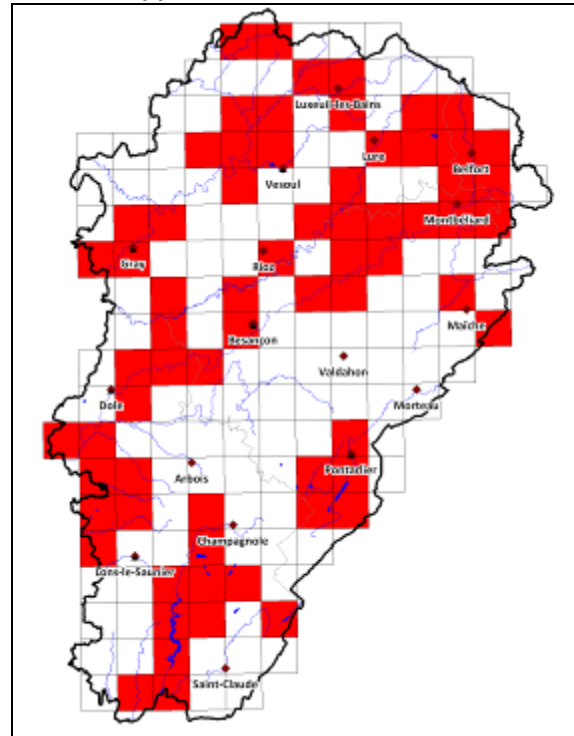 Luxeuil-les-Bains
Lure
Belfort
Vesoul
Montbéliard
Gray
Rioz
Besançon
Maîche
Valdahon
Dole
Morteau
Pontarlier
Arbois
Champagnole
Lons-le-Saunier
Saint-Claude